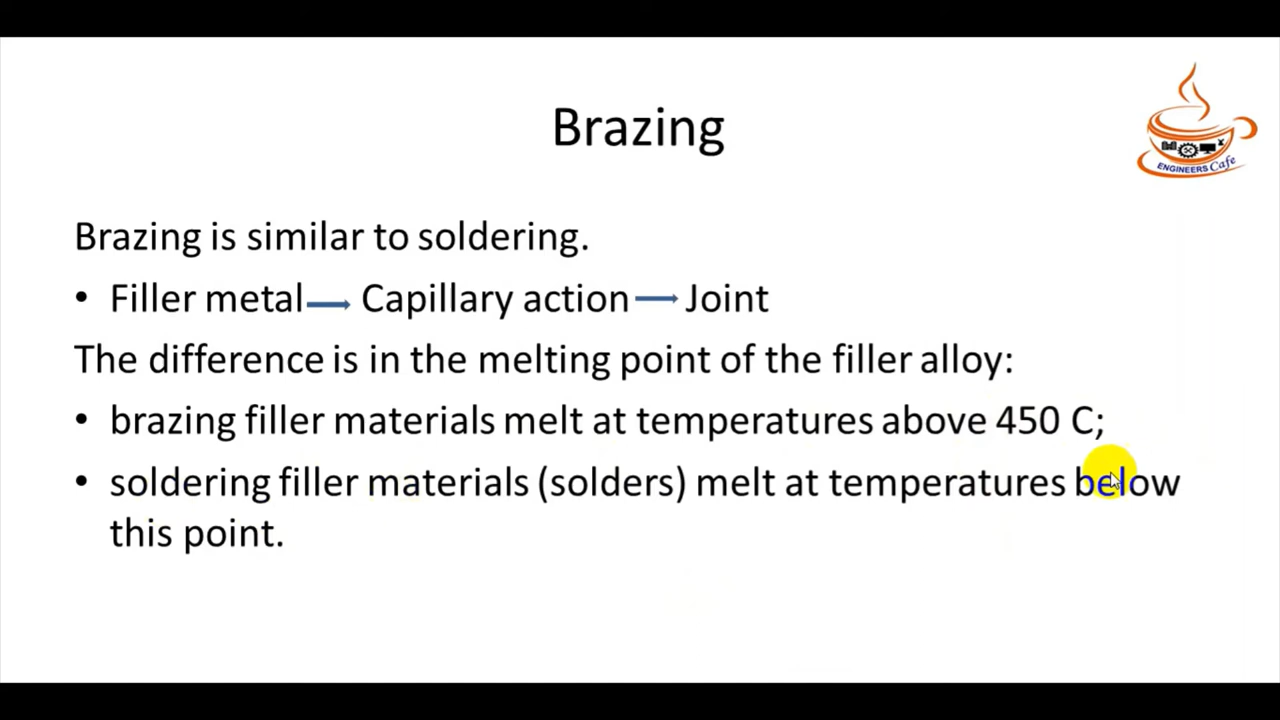 Brazing
ENGINEERS Cafe
Brazing is similar to soldering.
• Filler metal → Capillary action → Joint
The difference is in the melting point of the filler alloy:
• brazing filler materials melt at temperatures above 450 C;
• soldering filler materials (solders) melt at temperatures below
this point.